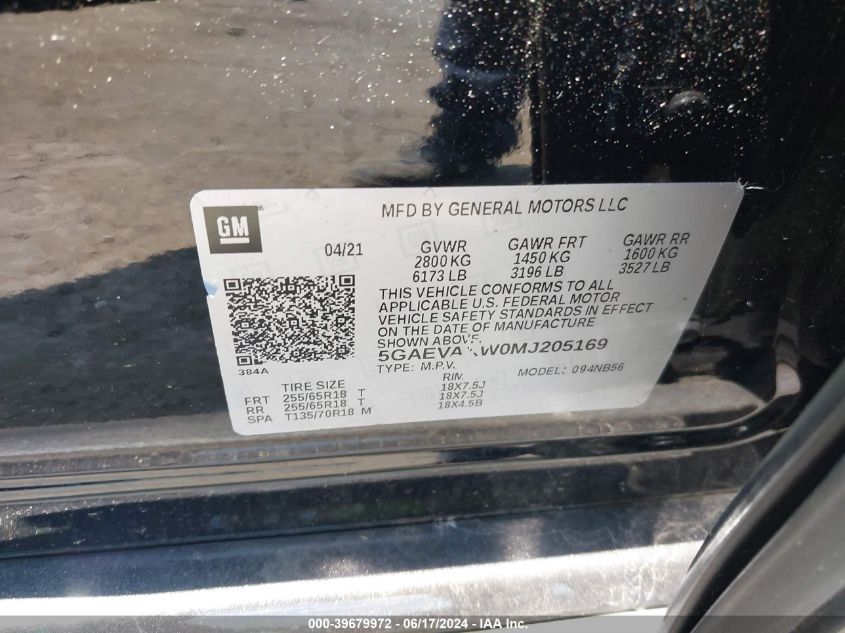 GM
MFD BY GENERAL MOTORS LLC
04/21 GVWR GAWR FRT GAWR RR
2800 KG 1450 KG 1600 KG
6173 LB 3196 LB 3527 LB
THIS VEHICLE CONFORMS TO ALL
APPLICABLE U.S. FEDERAL MOTOR
VEHICLE SAFETY STANDARDS IN EFFECT
ON THE DATE OF MANUFACTURE
SHOWN ABOVE.
384A
TYPE: M.P.V. MODEL: 094NB56
TIRE SIZE RIM
FRT 255/65R18 T 18X7.5J
RR 255/65R18 T 18X7.5J
SPA T135/70R18 M 18X4.5B
000-39679972 - 06/17/2024 - IAA Inc.